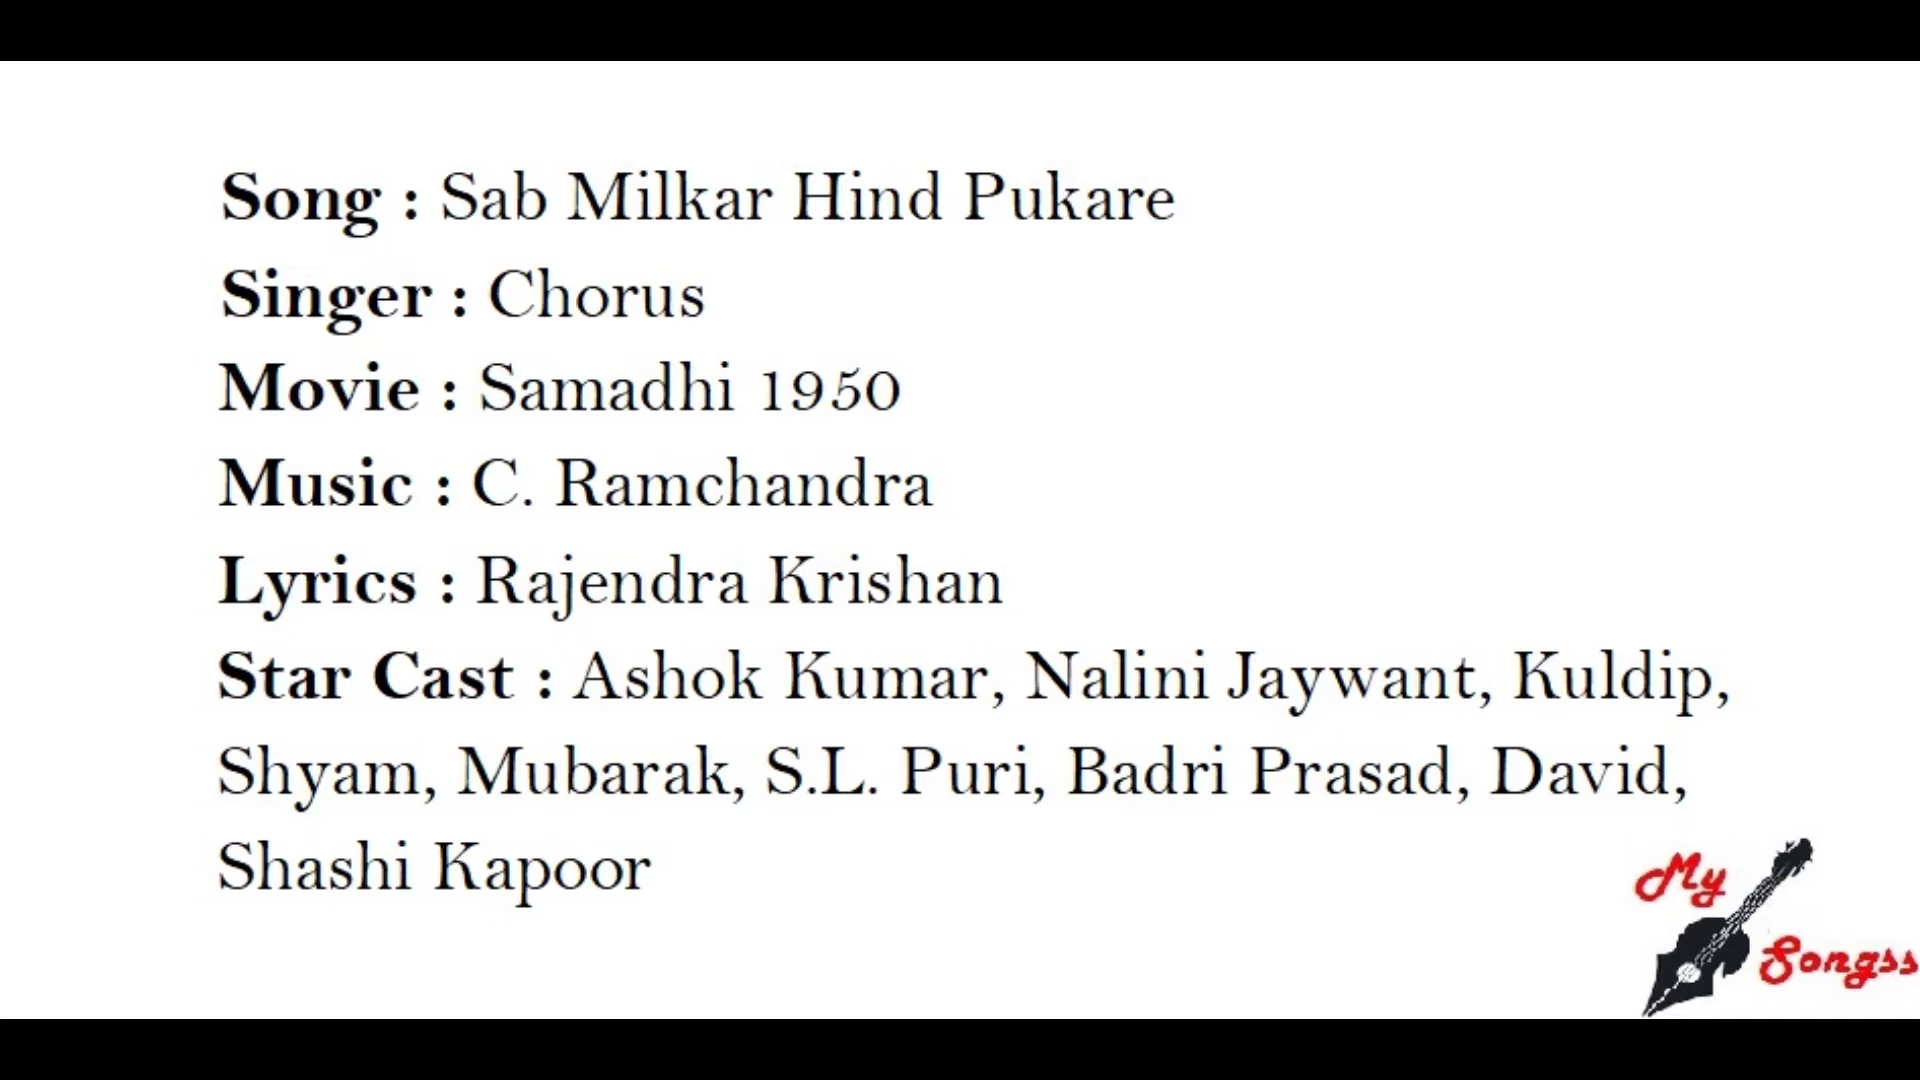 Song : Sab Milkar Hind Pukare
Singer : Chorus
Movie : Samadhi 1950
Music : C. Ramchandra
Lyrics : Rajendra Krishan
Star Cast : Ashok Kumar, Nalini Jaywant, Kuldip,
Shyam, Mubarak, S.L. Puri, Badri Prasad, David,
Shashi Kapoor
My
Songss